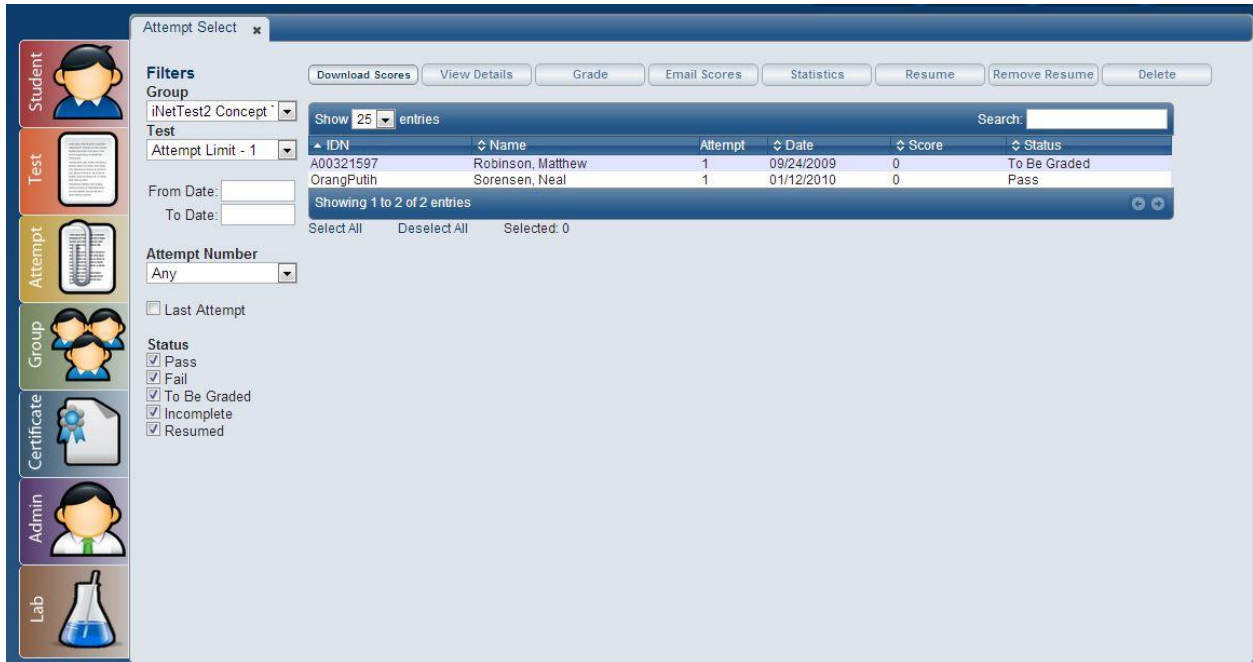 Attempt Select
Student
Test
Attempt
Group
Certificate
Admin
Lab
Filters
Group
iNetTest2 Concept
Test
Attempt Limit - 1
From Date:
To Date:
Attempt Number
Any
Last Attempt
Status
Pass
Fail
To Be Graded
Incomplete
Resumed
Download Scores View Details Grade Email Scores Statistics Resume Remove Resume Delete
Show 25 entries Search:
IDN Name Attempt Date Score Status
A00321597 Robinson, Matthew 1 09/24/2009 0 To Be Graded
OrangPutih Sorensen, Neal 1 01/12/2010 0 Pass
Showing 1 to 2 of 2 entries
Select All Deselect All Selected: 0